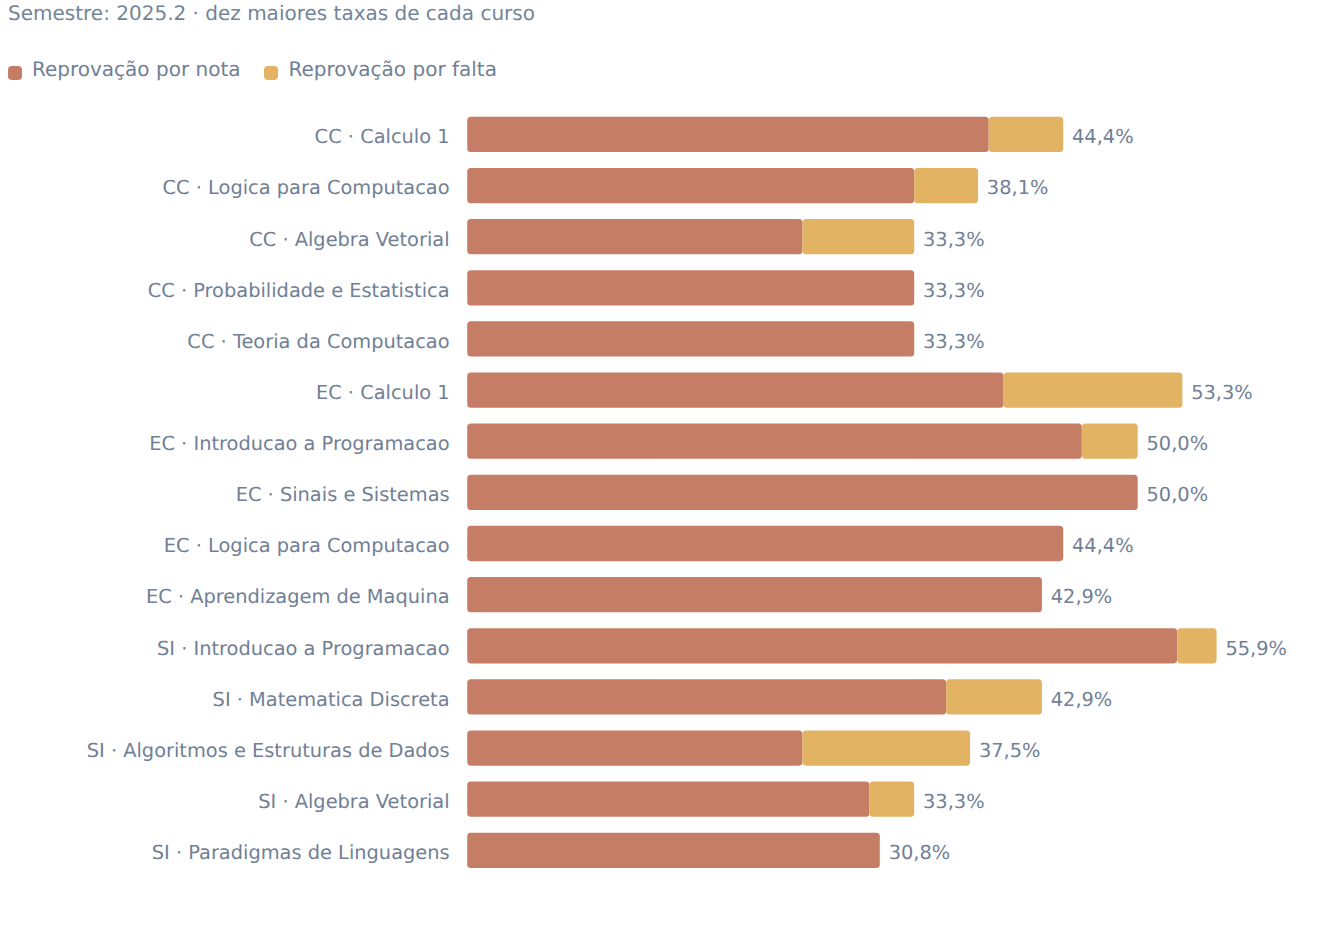 Semestre: 2025.2 · dez maiores taxas de cada curso
Reprovação por nota Reprovação por falta
CC · Calculo 1 44,4%
CC · Logica para Computacao 38,1%
CC · Algebra Vetorial 33,3%
CC · Probabilidade e Estatistica 33,3%
CC · Teoria da Computacao 33,3%
EC · Calculo 1 53,3%
EC · Introducao a Programacao 50,0%
EC · Sinais e Sistemas 50,0%
EC · Logica para Computacao 44,4%
EC · Aprendizagem de Maquina 42,9%
SI · Introducao a Programacao 55,9%
SI · Matematica Discreta 42,9%
SI · Algoritmos e Estruturas de Dados 37,5%
SI · Algebra Vetorial 33,3%
SI · Paradigmas de Linguagens 30,8%